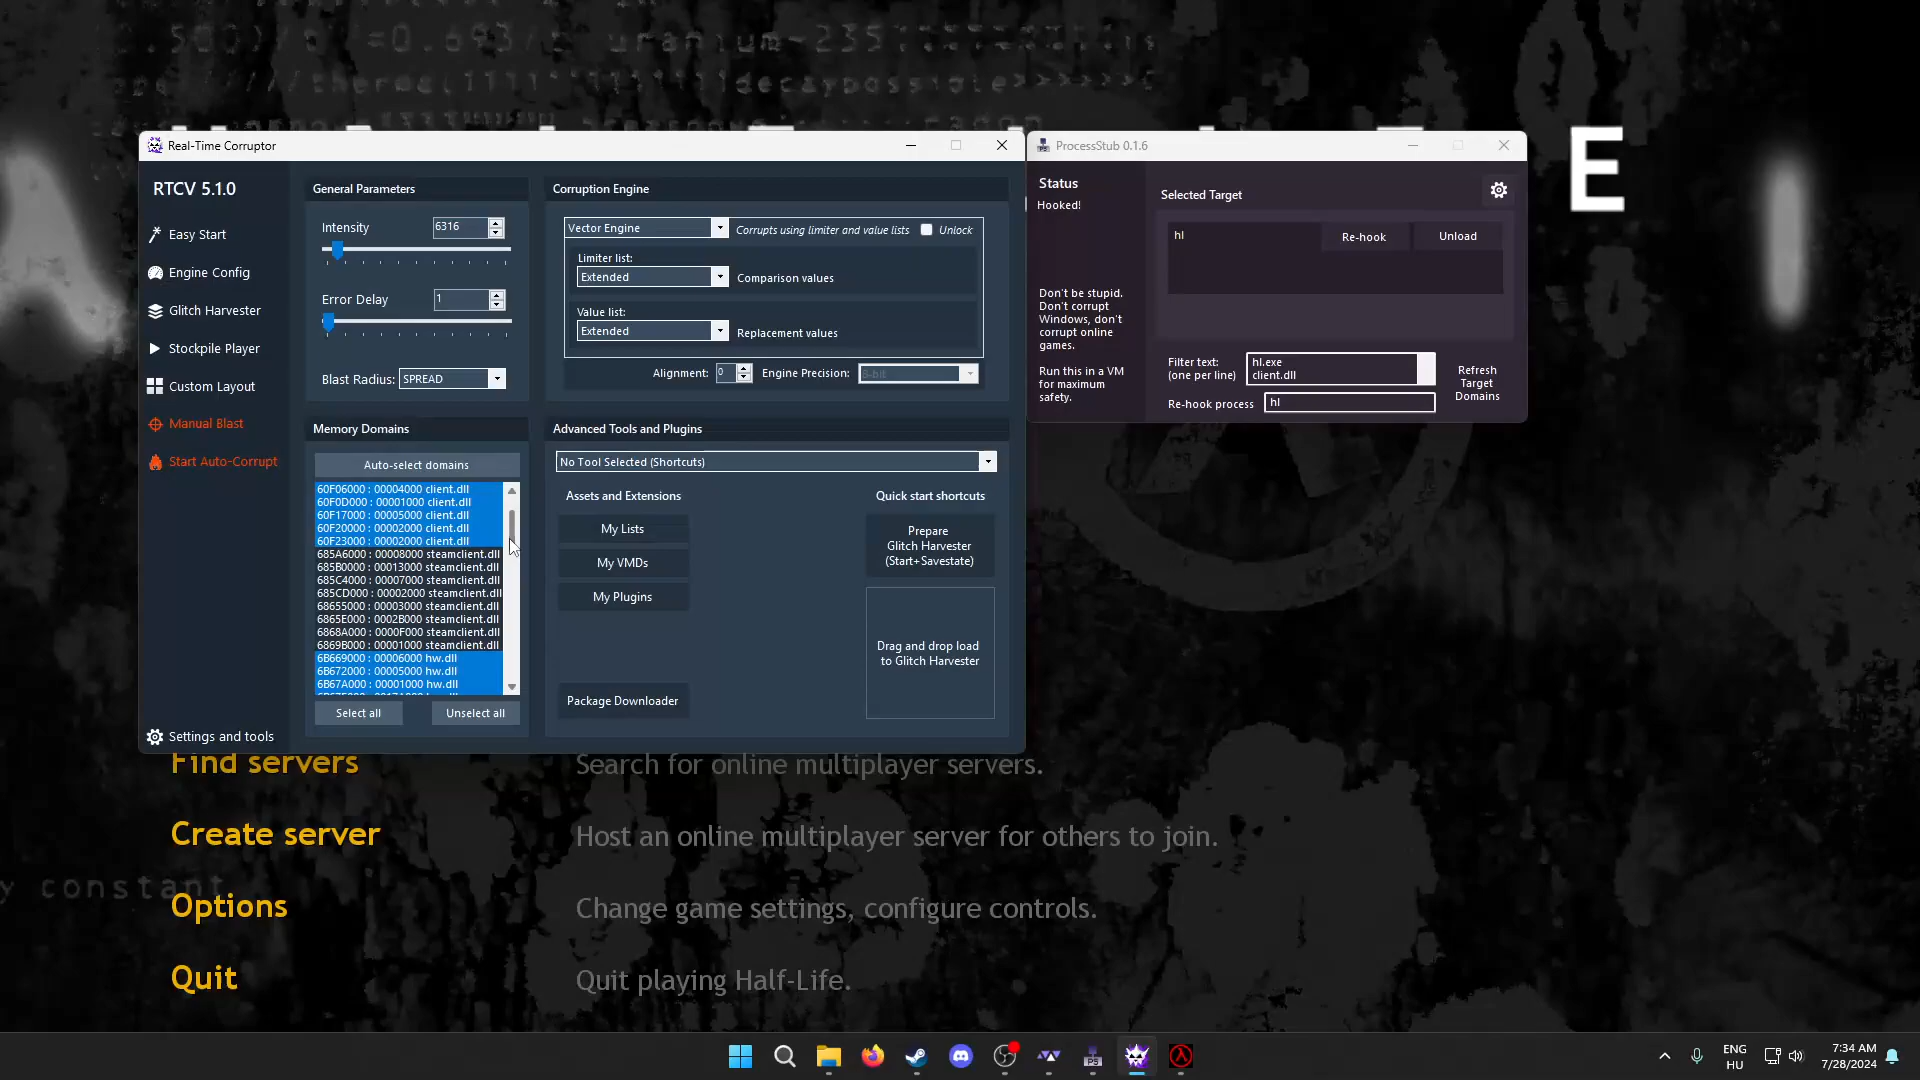 Real-Time Corruptor
RTCV 5.1.0
Easy Start
Engine Config
Glitch Harvester
Stockpile Player
Custom Layout
Manual Blast
Start Auto-Corrupt
Settings and tools
General Parameters
Intensity
6316
Error Delay
1
Blast Radius:
SPREAD
Corruption Engine
Vector Engine
Corrupts using limiter and value lists
Unlock
Limiter list:
Extended
Comparison values
Value list:
Extended
Replacement values
Alignment:
0
Engine Precision:
Memory Domains
Auto-select domains
60F06000 : 00004000 client.dll
60F0D000 : 00001000 client.dll
60F17000 : 00005000 client.dll
60F20000 : 00002000 client.dll
60F23000 : 00002000 client.dll
685A6000 : 00008000 steamclient.dll
685B0000 : 00013000 steamclient.dll
685C4000 : 00007000 steamclient.dll
685CD000 : 00002000 steamclient.dll
68655000 : 00003000 steamclient.dll
6865E000 : 0002B000 steamclient.dll
6868A000 : 0000F000 steamclient.dll
6869B000 : 00001000 steamclient.dll
6B669000 : 00006000 hw.dll
6B672000 : 00005000 hw.dll
6B67A000 : 00001000 hw.dll
Select all
Unselect all
Advanced Tools and Plugins
No Tool Selected (Shortcuts)
Assets and Extensions
My Lists
My VMDs
My Plugins
Package Downloader
Quick start shortcuts
Prepare
Glitch Harvester
(Start+Savestate)
Drag and drop load
to Glitch Harvester
ProcessStub 0.1.6
Status
Hooked!
Don't be stupid.
Don't corrupt
Windows, don't
corrupt online
games.
Run this in a VM
for maximum
safety.
Selected Target
hl
Re-hook
Unload
Filter text:
(one per line)
hl.exe
client.dll
Re-hook process
hl
Refresh
Target
Domains
E
Find servers
Search for online multiplayer servers.
Create server
Host an online multiplayer server for others to join.
y constant
Options
Change game settings, configure controls.
Quit
Quit playing Half-Life.
ENG
HU
7:34 AM
7/28/2024